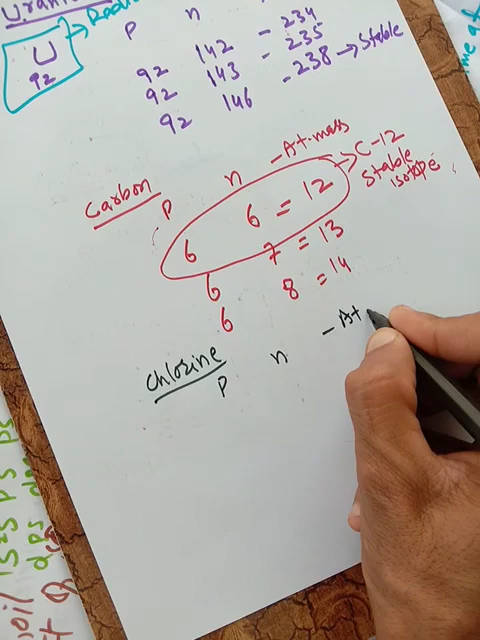 Uranium
U → Radio
92
P n
92 142 - 234
92 143 - 235
92 146 - 238 → Stable
Carbon P n - At.mass
6 6 = 12 → C-12 Stable isotope
6 7 = 13
6 8 = 14
Chlorine
P n - At